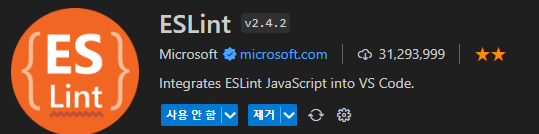 ESLint v2.4.2
Microsoft microsoft.com 31,293,999
Integrates ESLint JavaScript into VS Code.
사용 안 함 제거
{ES}
Lint